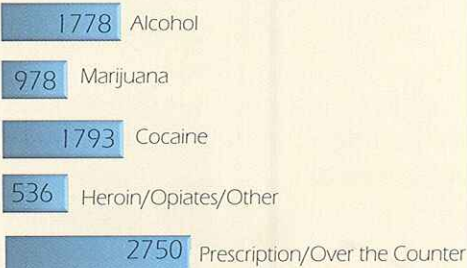 1778 Alcohol
978 Marijuana
1793 Cocaine
536 Heroin/Opiates/Other
2750 Prescription/Over the Counter